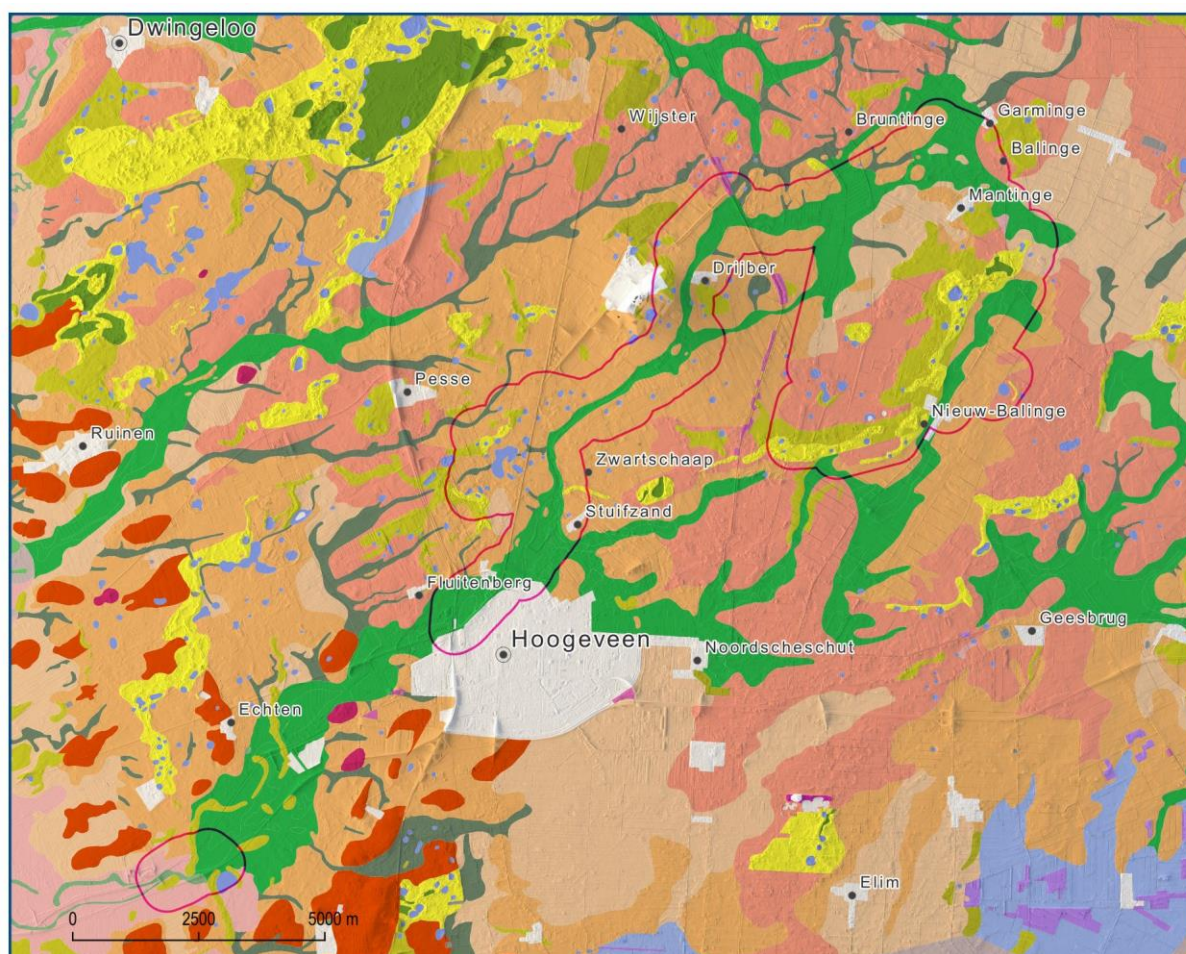 Dwingeloo
Wijster
Bruntinge
Garminge
Balinge
Mantinge
Drijber
Pesse
Nieuw-Balinge
Ruinen
Zwartschaap
Stuifzand
Fluitenberg
Hoogeveen
Geesbrug
Noordscheschut
Echten
Elim
0 2500 5000 m